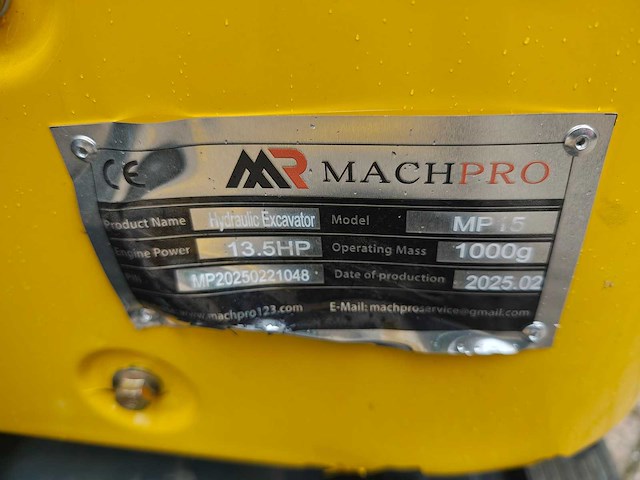 CE MR MACHPRO
Product Name Hydraulic Excavator Model MP15
Engine Power 13.5HP Operating Mass 1000g
MP20250221048 Date of production 2025.02
www.machpro123.com E-Mail: machproservice@gmail.com